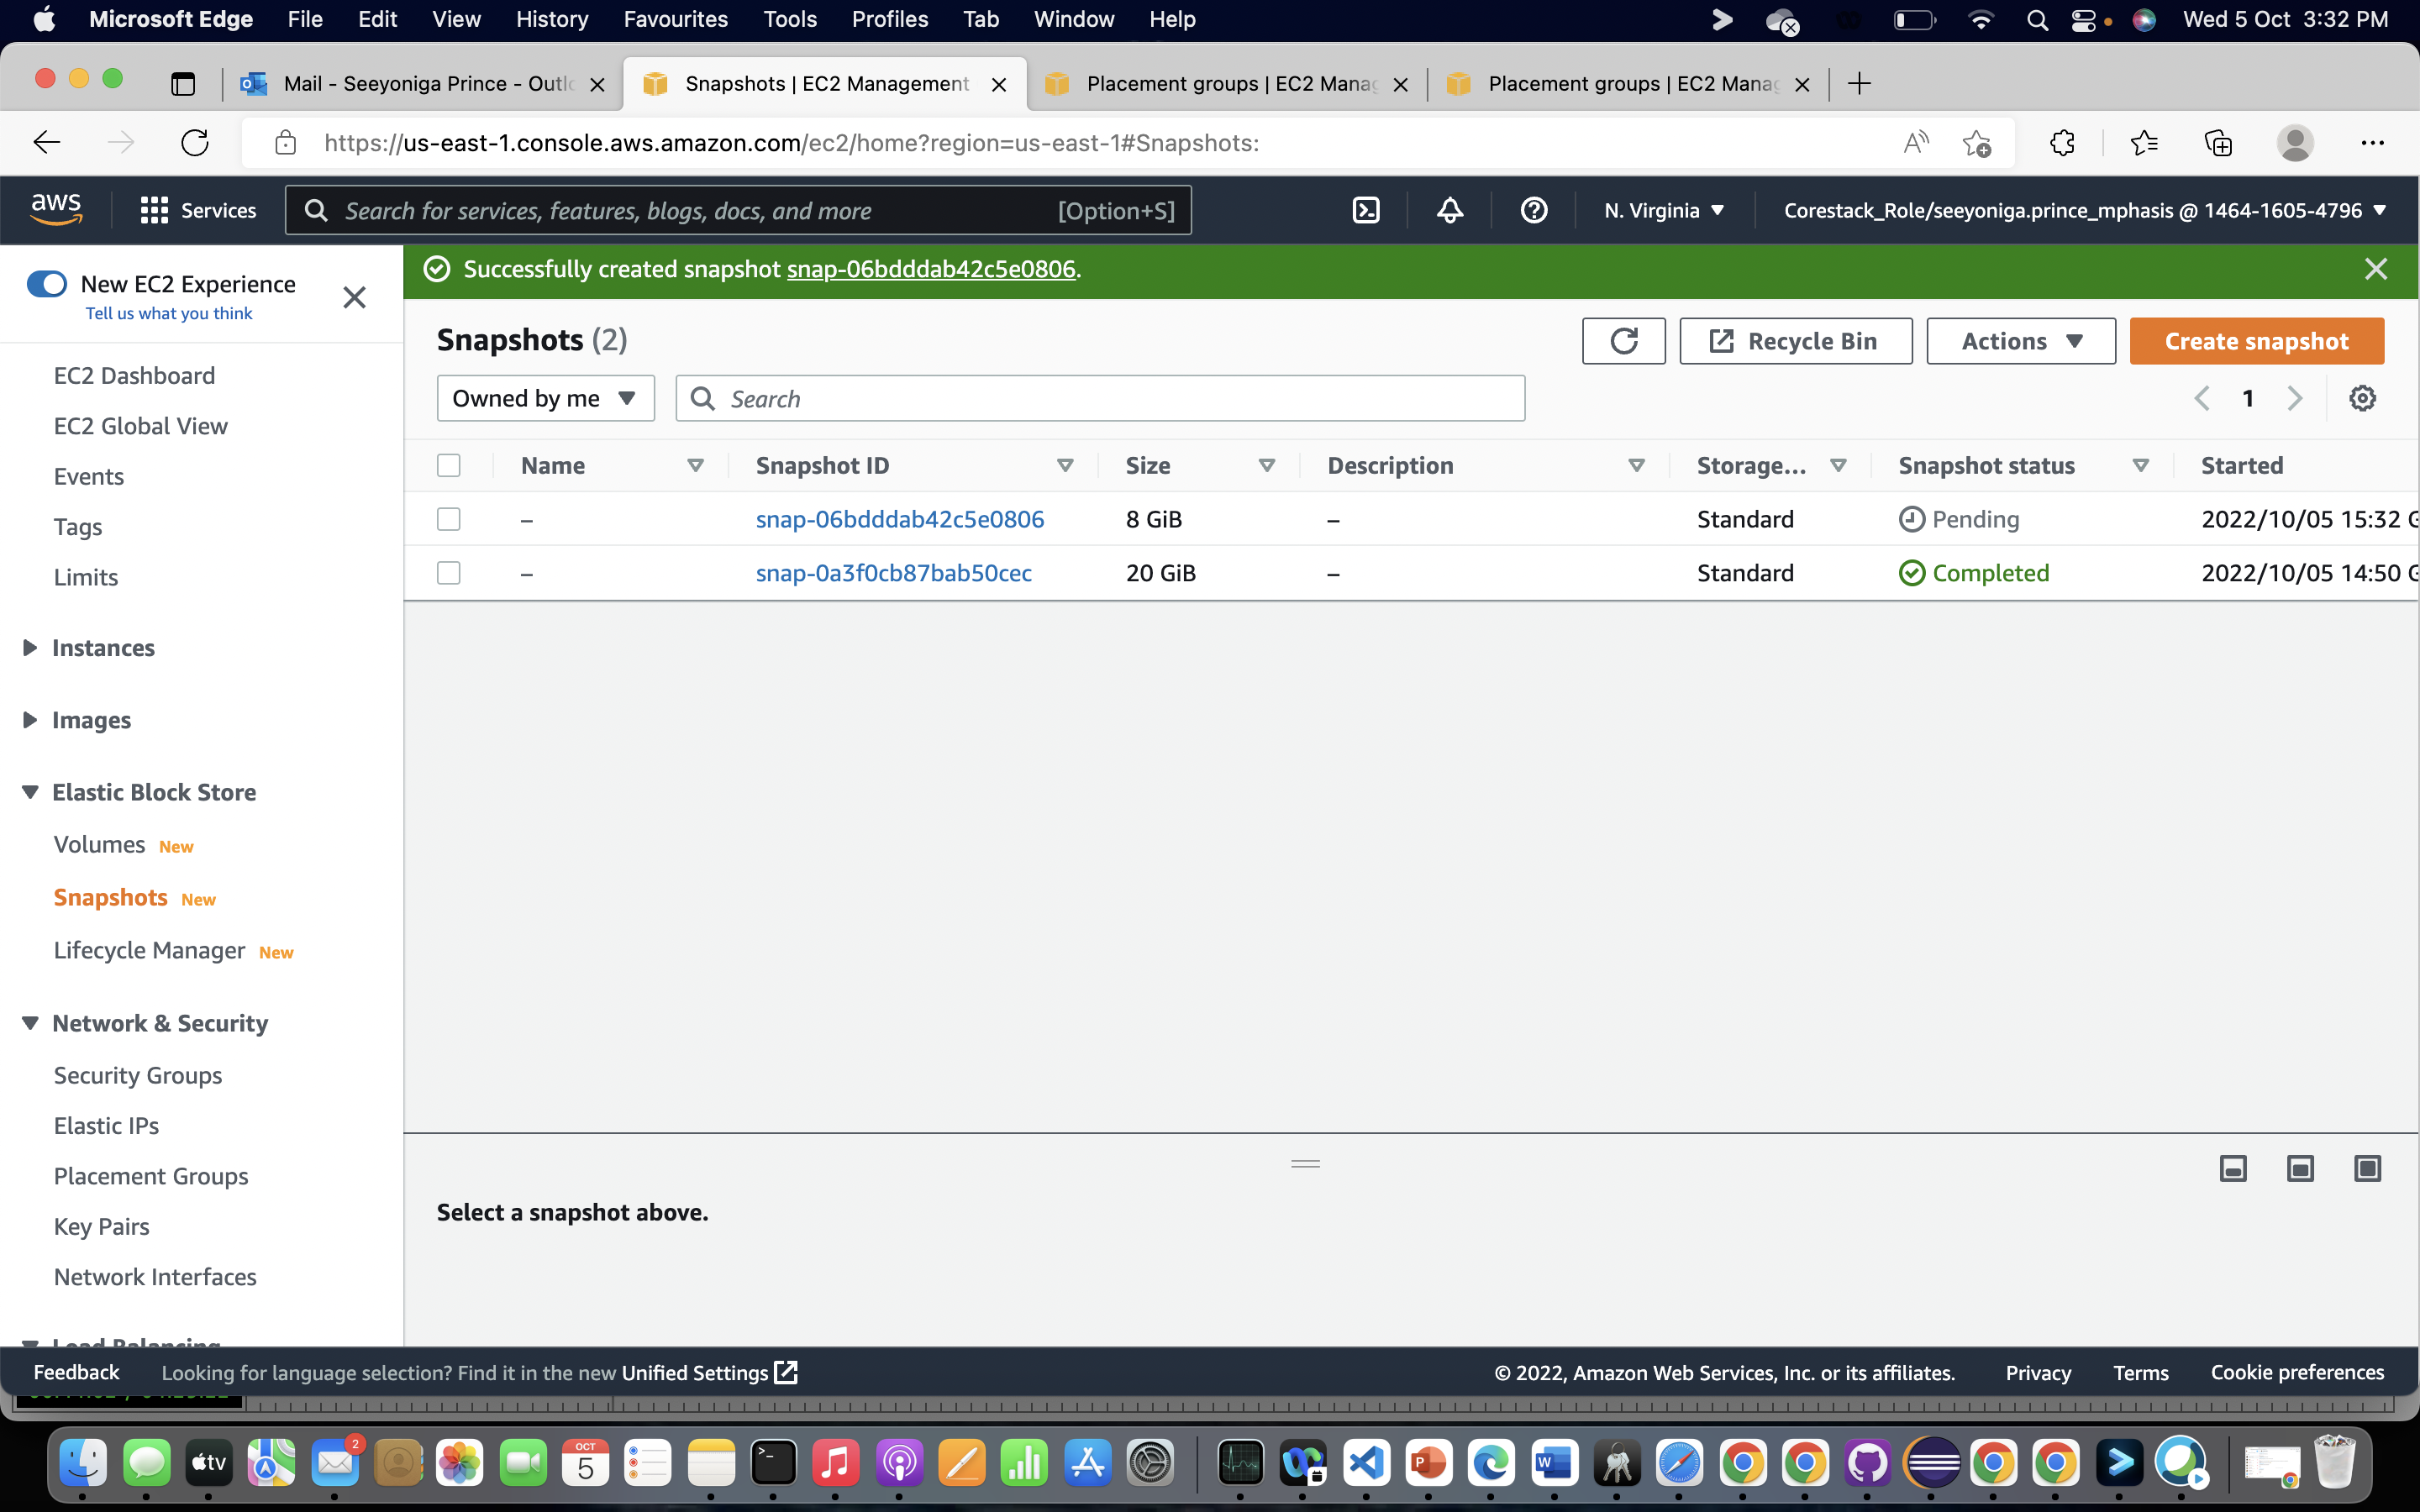 Microsoft Edge File Edit View History Favourites Tools Profiles Tab Window Help Wed 5 Oct 3:32 PM
Mail - Seeyoniga Prince - Outlo Snapshots | EC2 Management Placement groups | EC2 Manag Placement groups | EC2 Manag
https://us-east-1.console.aws.amazon.com/ec2/home?region=us-east-1#Snapshots:
aws Services Search for services, features, blogs, docs, and more [Option+S] N. Virginia Corestack_Role/seeyoniga.prince_mphasis @ 1464-1605-4796
New EC2 Experience
Tell us what you think
Successfully created snapshot snap-06bdddab42c5e0806.
Snapshots (2) Recycle Bin Actions Create snapshot
Owned by me Search 1
Name Snapshot ID Size Description Storage... Snapshot status Started
– snap-06bdddab42c5e0806 8 GiB – Standard Pending 2022/10/05 15:32 G
– snap-0a3f0cb87bab50cec 20 GiB – Standard Completed 2022/10/05 14:50 G
EC2 Dashboard
EC2 Global View
Events
Tags
Limits
Instances
Images
Elastic Block Store
Volumes New
Snapshots New
Lifecycle Manager New
Network & Security
Security Groups
Elastic IPs
Placement Groups
Key Pairs
Network Interfaces
Load Balancing
Select a snapshot above.
Feedback Looking for language selection? Find it in the new Unified Settings © 2022, Amazon Web Services, Inc. or its affiliates. Privacy Terms Cookie preferences
tv 2 OCT 5